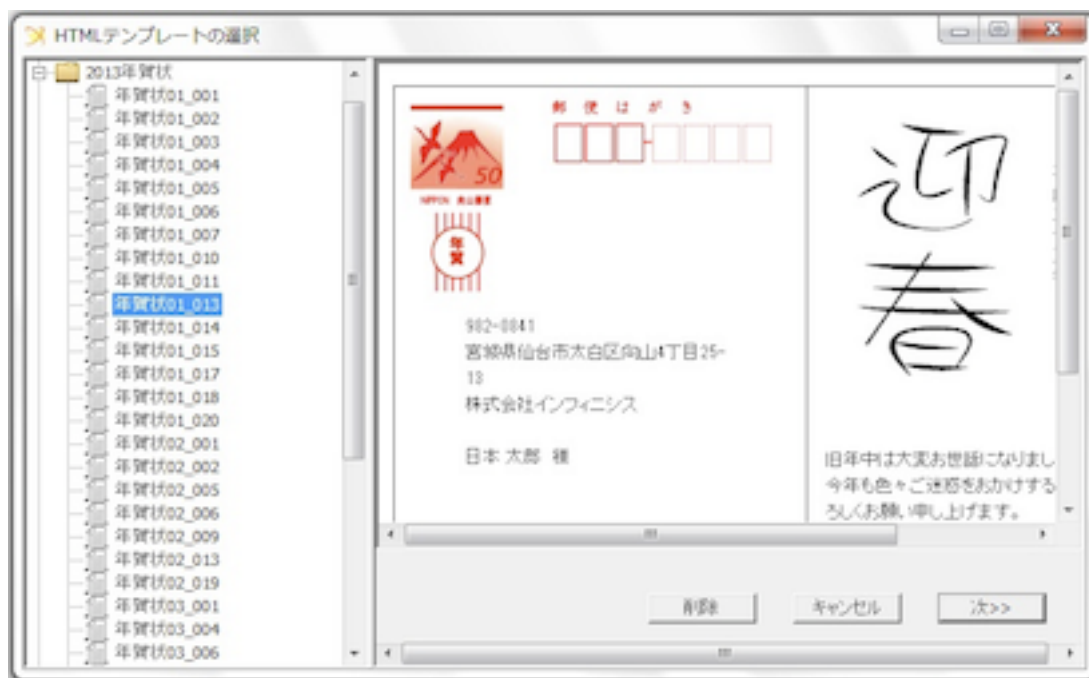 HTMLテンプレートの選択
2013年賀状
年賀状01_001
年賀状01_002
年賀状01_003
年賀状01_004
年賀状01_005
年賀状01_006
年賀状01_007
年賀状01_010
年賀状01_011
年賀状01_013
年賀状01_014
年賀状01_015
年賀状01_017
年賀状01_018
年賀状01_020
年賀状02_001
年賀状02_002
年賀状02_005
年賀状02_006
年賀状02_009
年賀状02_013
年賀状02_019
年賀状03_001
年賀状03_004
年賀状03_006
郵便はがき
50
NIPPON
年賀
982-0841
宮城県仙台市太白区向山4丁目25-
13
株式会社インフィニシス
日本 太郎 様
迎春
旧年中は大変お世話になりまし
今年も色々ご迷惑をおかけする
ろしくお願い申し上げます。
削除
キャンセル
次>>